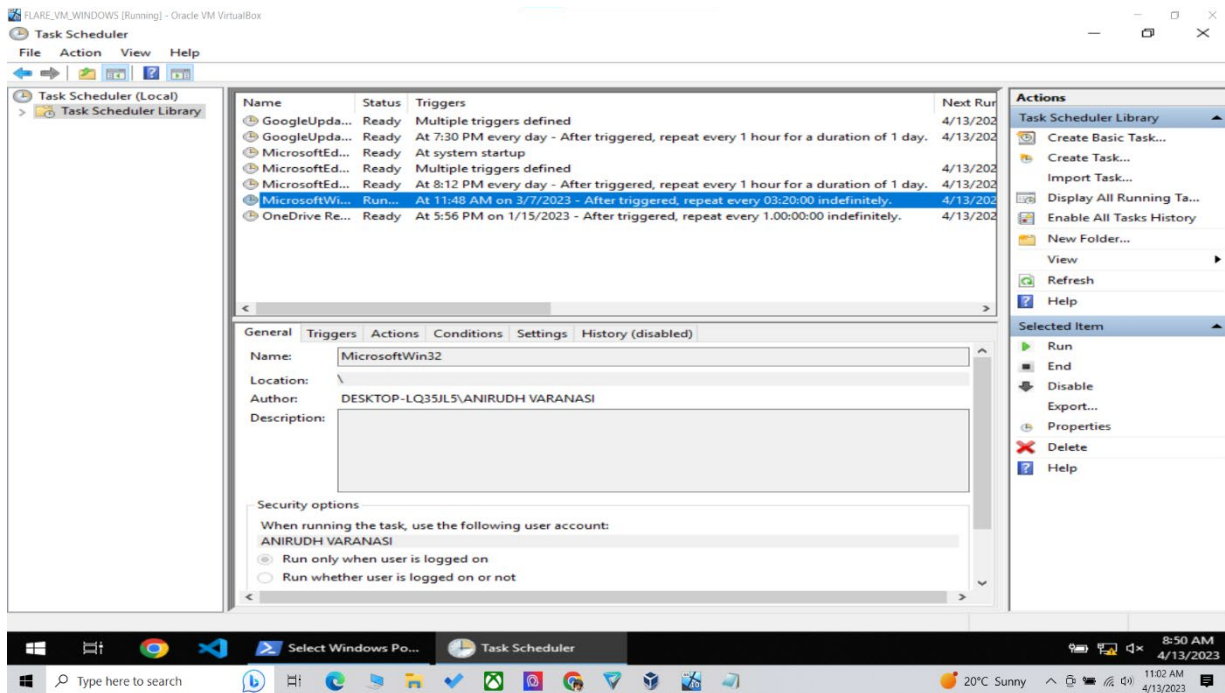 FLARE_VM_WINDOWS [Running] - Oracle VM VirtualBox
Task Scheduler
File Action View Help
Task Scheduler (Local)
Task Scheduler Library
Name Status Triggers Next Run
GoogleUpda... Ready Multiple triggers defined 4/13/202
GoogleUpda... Ready At 7:30 PM every day - After triggered, repeat every 1 hour for a duration of 1 day. 4/13/202
MicrosoftEd... Ready At system startup
MicrosoftEd... Ready Multiple triggers defined 4/13/202
MicrosoftEd... Ready At 8:12 PM every day - After triggered, repeat every 1 hour for a duration of 1 day. 4/13/202
MicrosoftWi... Run... At 11:48 AM on 3/7/2023 - After triggered, repeat every 03:20:00 indefinitely. 4/13/202
OneDrive Re... Ready At 5:56 PM on 1/15/2023 - After triggered, repeat every 1.00:00:00 indefinitely. 4/13/202
General Triggers Actions Conditions Settings History (disabled)
Name: MicrosoftWin32
Location: \
Author: DESKTOP-LQ35JL5\ANIRUDH VARANASI
Description:
Security options
When running the task, use the following user account:
ANIRUDH VARANASI
Run only when user is logged on
Run whether user is logged on or not
Actions
Task Scheduler Library
Create Basic Task...
Create Task...
Import Task...
Display All Running Ta...
Enable All Tasks History
New Folder...
View
Refresh
Help
Selected Item
Run
End
Disable
Export...
Properties
Delete
Help
Select Windows Po... Task Scheduler 8:50 AM
4/13/2023
Type here to search 20°C Sunny 11:02 AM
4/13/2023